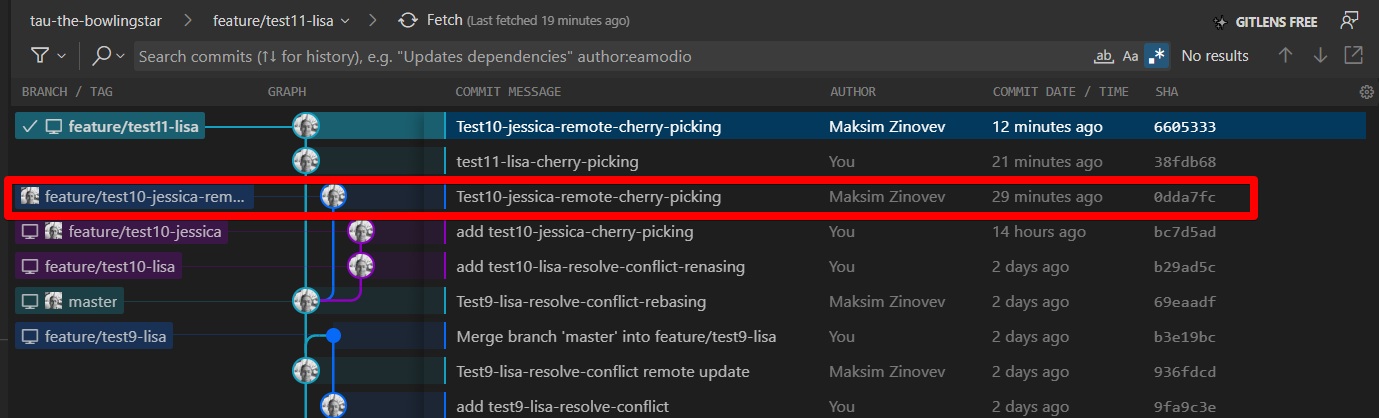 tau-the-bowlingstar > feature/test11-lisa Fetch (Last fetched 19 minutes ago) GITLENS FREE
Search commits (↑↓ for history), e.g. "Updates dependencies" author:eamodio ab Aa .* No results
BRANCH / TAG GRAPH COMMIT MESSAGE AUTHOR COMMIT DATE / TIME SHA
feature/test11-lisa Test10-jessica-remote-cherry-picking Maksim Zinovev 12 minutes ago 6605333
test11-lisa-cherry-picking You 21 minutes ago 38fdb68
feature/test10-jessica-rem... Test10-jessica-remote-cherry-picking Maksim Zinovev 29 minutes ago 0dda7fc
feature/test10-jessica add test10-jessica-cherry-picking You 14 hours ago bc7d5ad
feature/test10-lisa add test10-lisa-resolve-conflict-renasing You 2 days ago b29ad5c
master Test9-lisa-resolve-conflict-rebasing Maksim Zinovev 2 days ago 69eaadf
feature/test9-lisa Merge branch 'master' into feature/test9-lisa You 2 days ago b3e19bc
Test9-lisa-resolve-conflict remote update Maksim Zinovev 2 days ago 936fdcd
add test9-lisa-resolve-conflict You 2 days ago 9fa9c3e